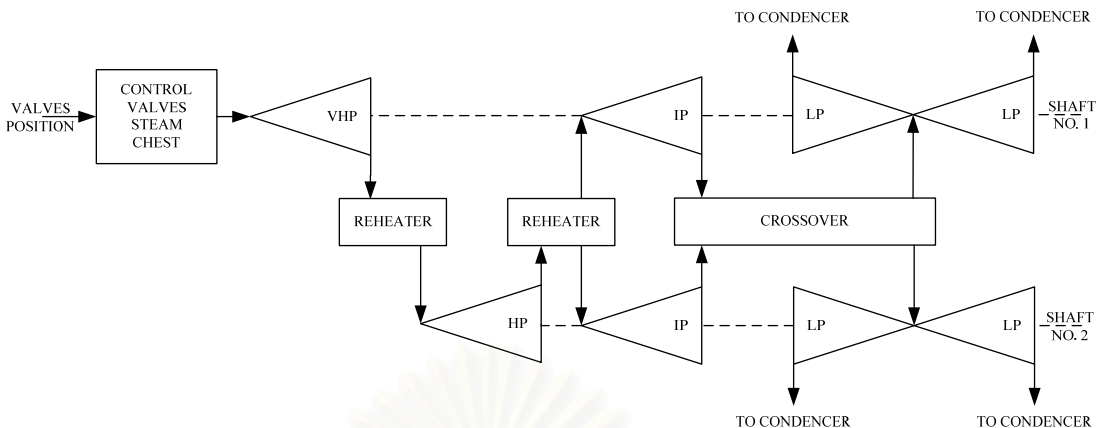 TO CONDENCER
TO CONDENCER
VALVES
POSITION
CONTROL
VALVES
STEAM
CHEST
VHP
IP
LP
LP
SHAFT
NO. 1
REHEATER
REHEATER
CROSSOVER
HP
IP
LP
LP
SHAFT
NO. 2
TO CONDENCER
TO CONDENCER